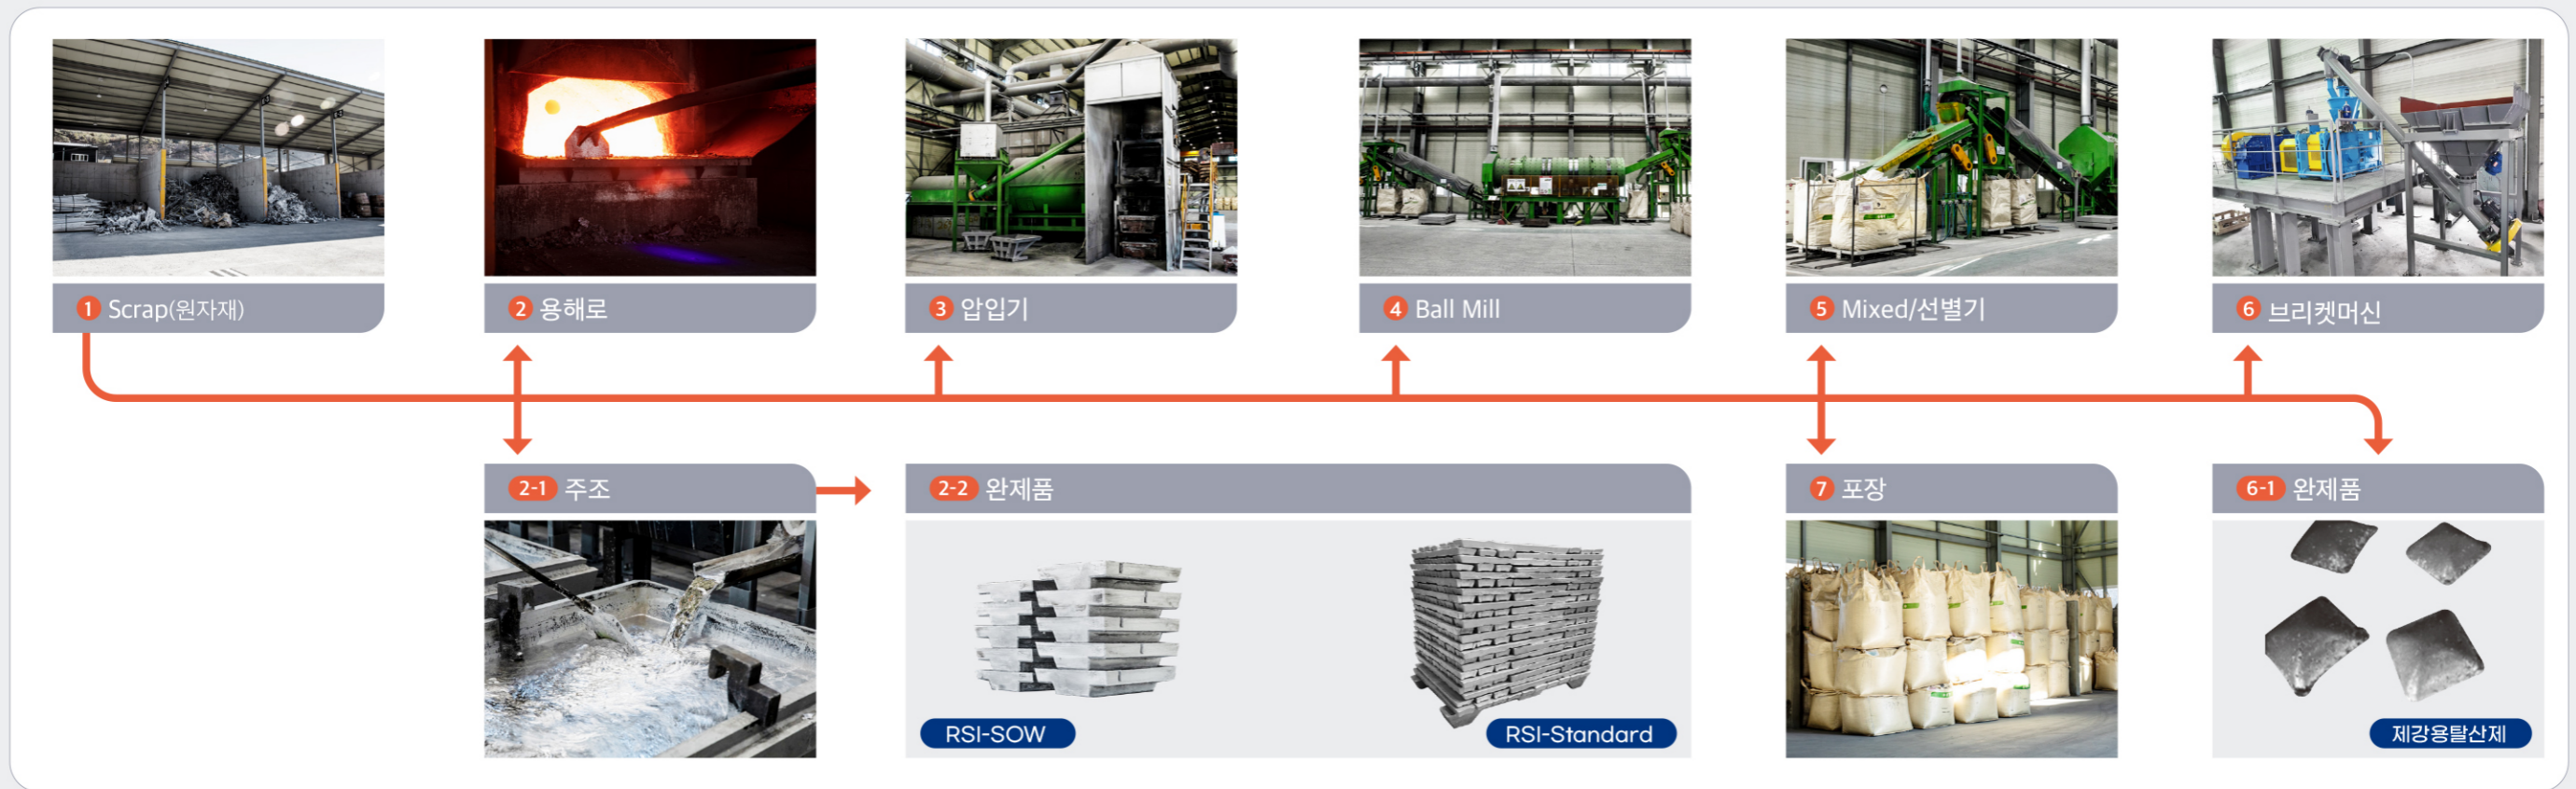 1 Scrap(원자재)
2 용해로
3 압입기
4 Ball Mill
5 Mixed/선별기
6 브리켓머신
2-1 주조
2-2 완제품
7 포장
6-1 완제품
RSI-SOW
RSI-Standard
제강용탈산제